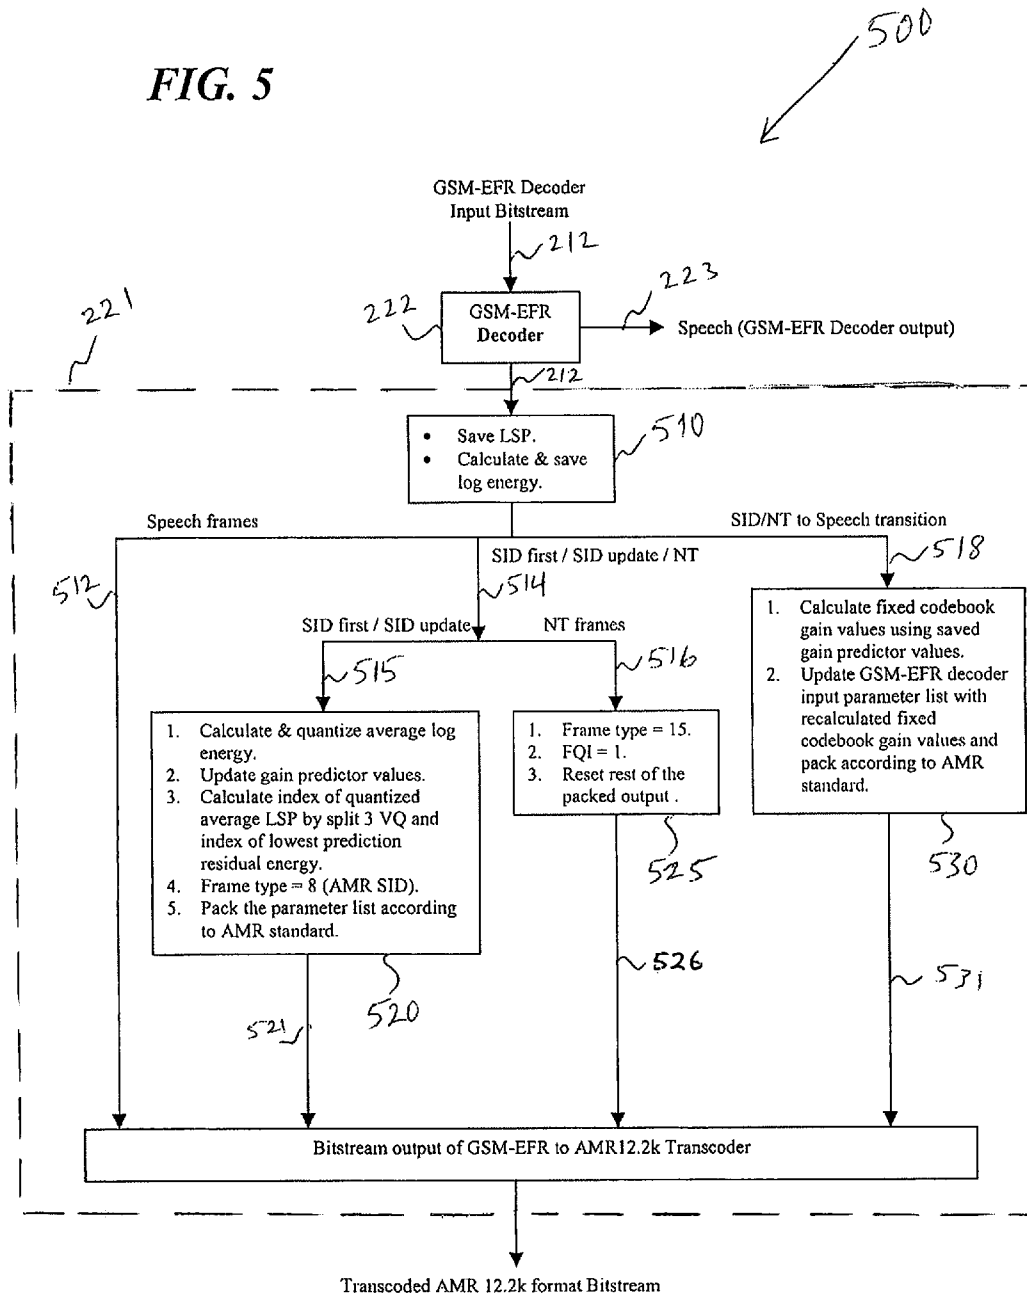 500
FIG. 5
GSM-EFR Decoder
Input Bitstream
212
221
222
GSM-EFR
Decoder
223
Speech (GSM-EFR Decoder output)
212
• Save LSP.
• Calculate & save
log energy.
510
Speech frames
SID/NT to Speech transition
SID first / SID update / NT
512
514
518
SID first / SID update
NT frames
515
516
1. Calculate fixed codebook
gain values using saved
gain predictor values.
2. Update GSM-EFR decoder
input parameter list with
recalculated fixed
codebook gain values and
pack according to AMR
standard.
1. Calculate & quantize average log
energy.
2. Update gain predictor values.
3. Calculate index of quantized
average LSP by split 3 VQ and
index of lowest prediction
residual energy.
4. Frame type = 8 (AMR SID).
5. Pack the parameter list according
to AMR standard.
1. Frame type = 15.
2. FQI = 1.
3. Reset rest of the
packed output .
525
530
526
531
520
521
Bitstream output of GSM-EFR to AMR12.2k Transcoder
Transcoded AMR 12.2k format Bitstream